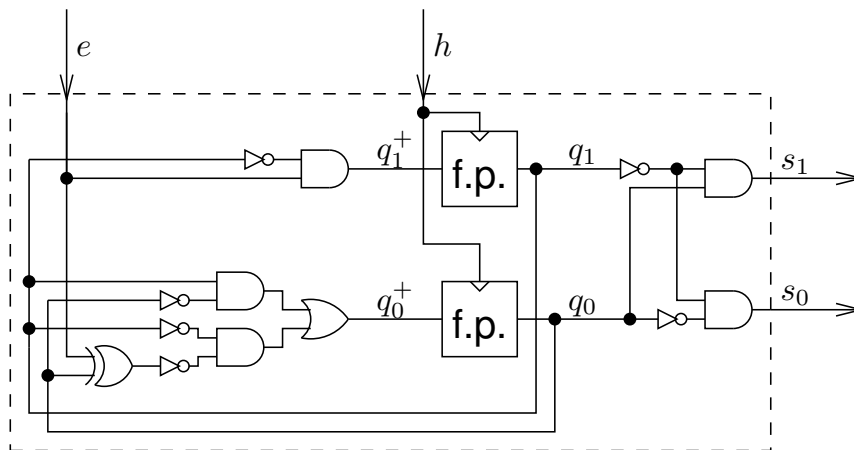 e h
q₁⁺ f.p. q₁ s₁
q₀⁺ f.p. q₀ s₀